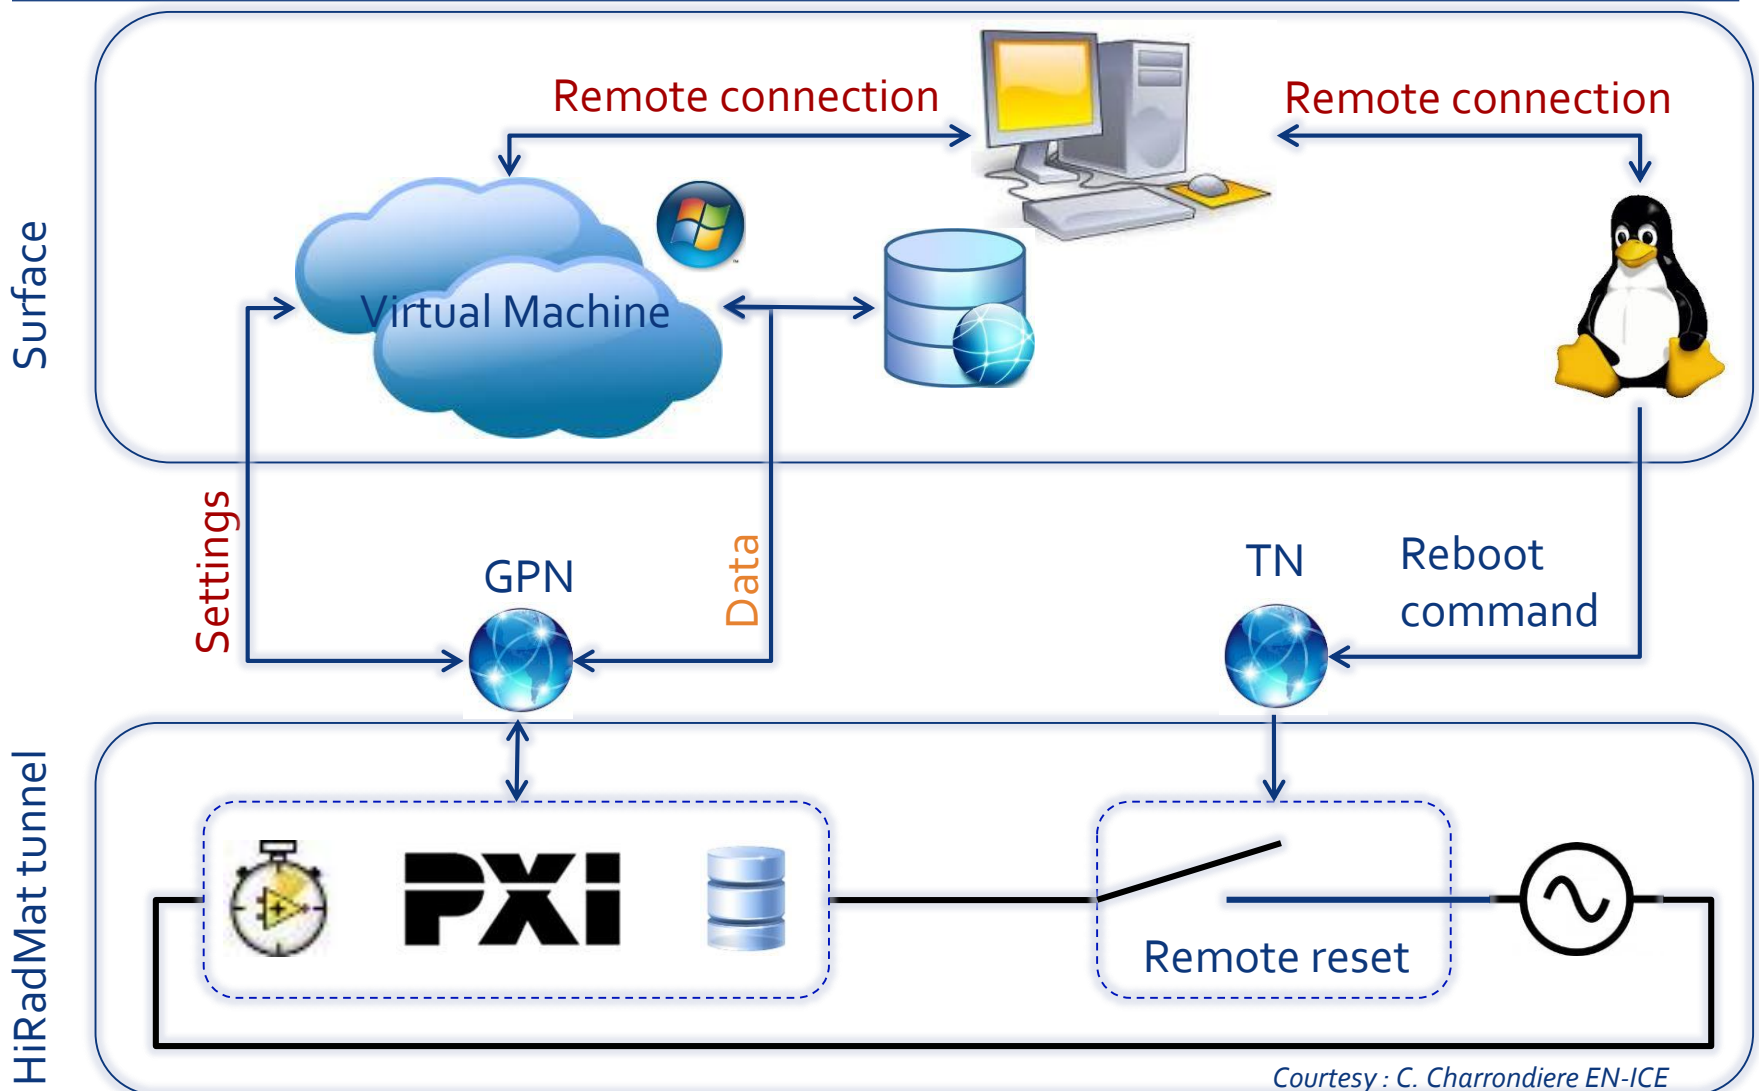 Surface
Remote connection
Remote connection
Virtual Machine
Settings
GPN
Data
TN
Reboot
command
HiRadMat tunnel
PXI
Remote reset
Courtesy : C. Charrondiere EN-ICE